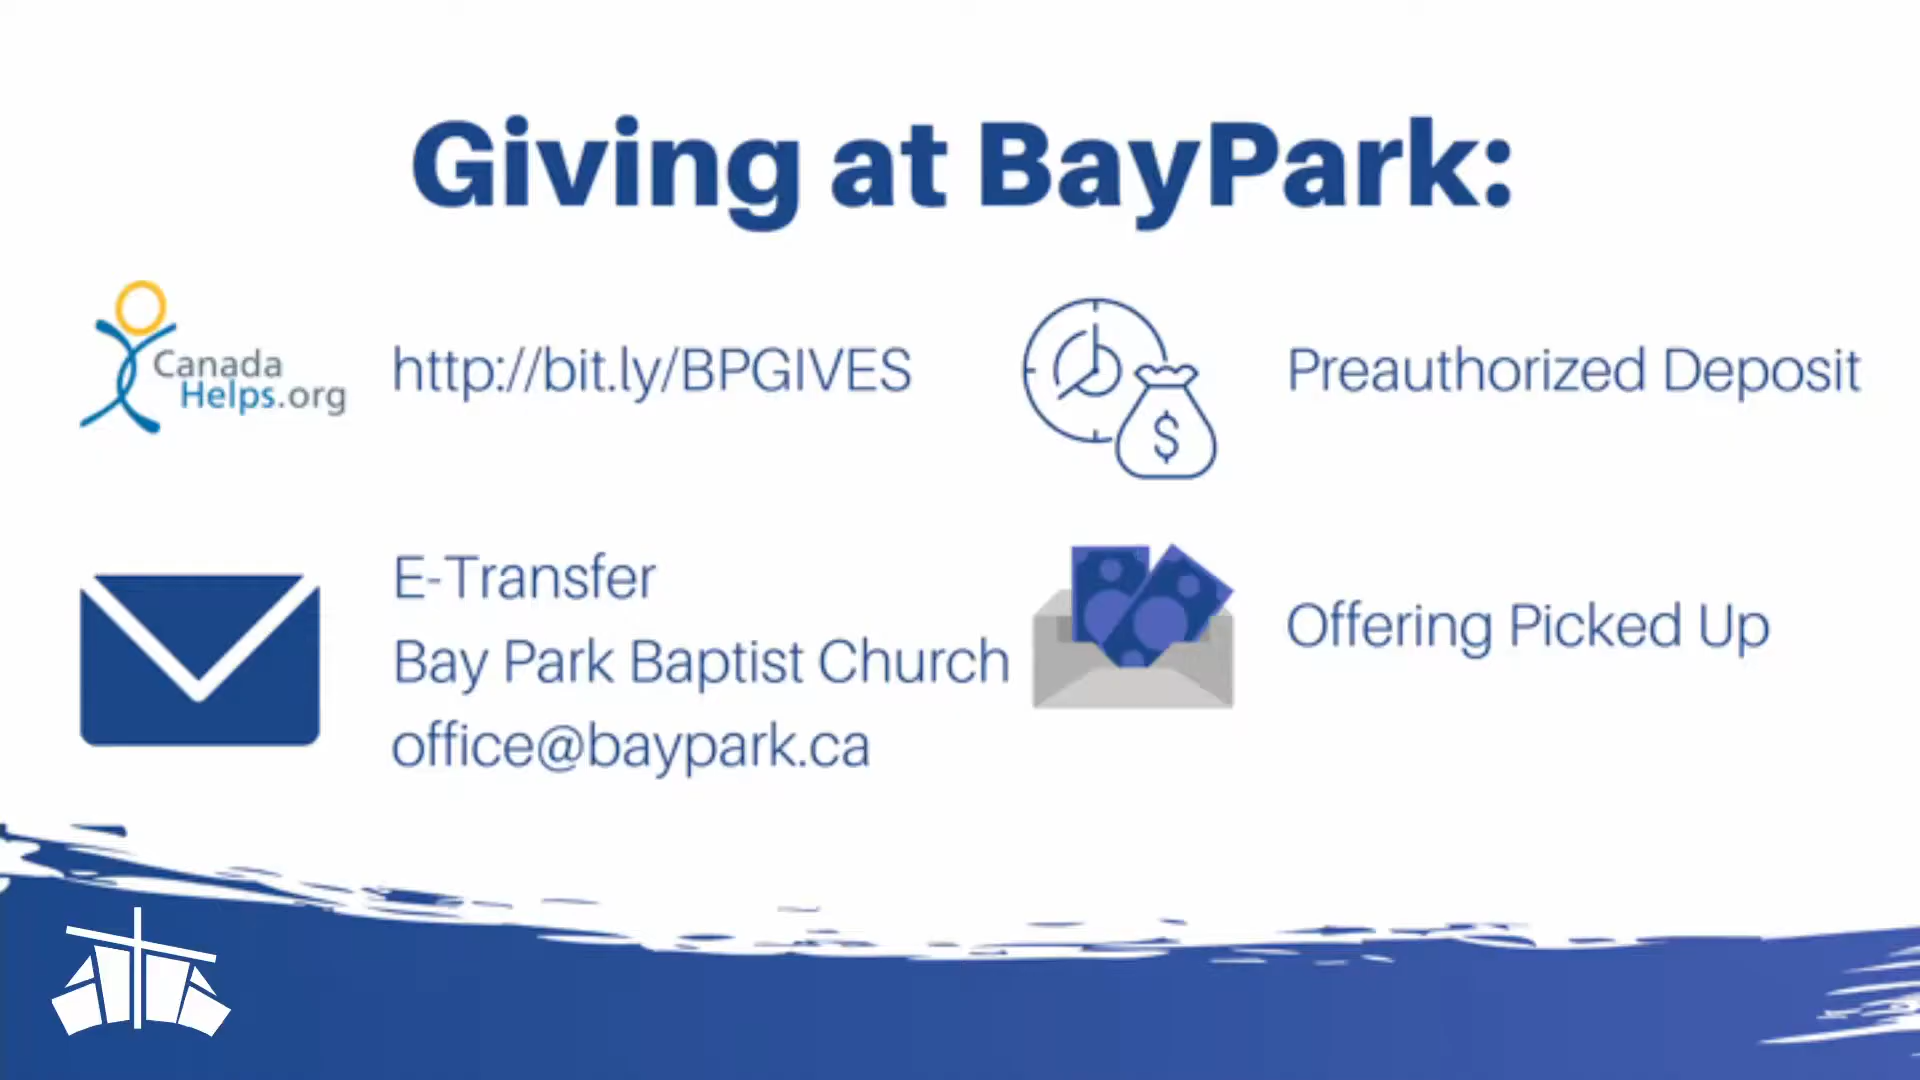 Giving at BayPark:
Canada
Helps.org
http://bit.ly/BPGIVES
$
Preauthorized Deposit
E-Transfer
Bay Park Baptist Church
office@baypark.ca
Offering Picked Up